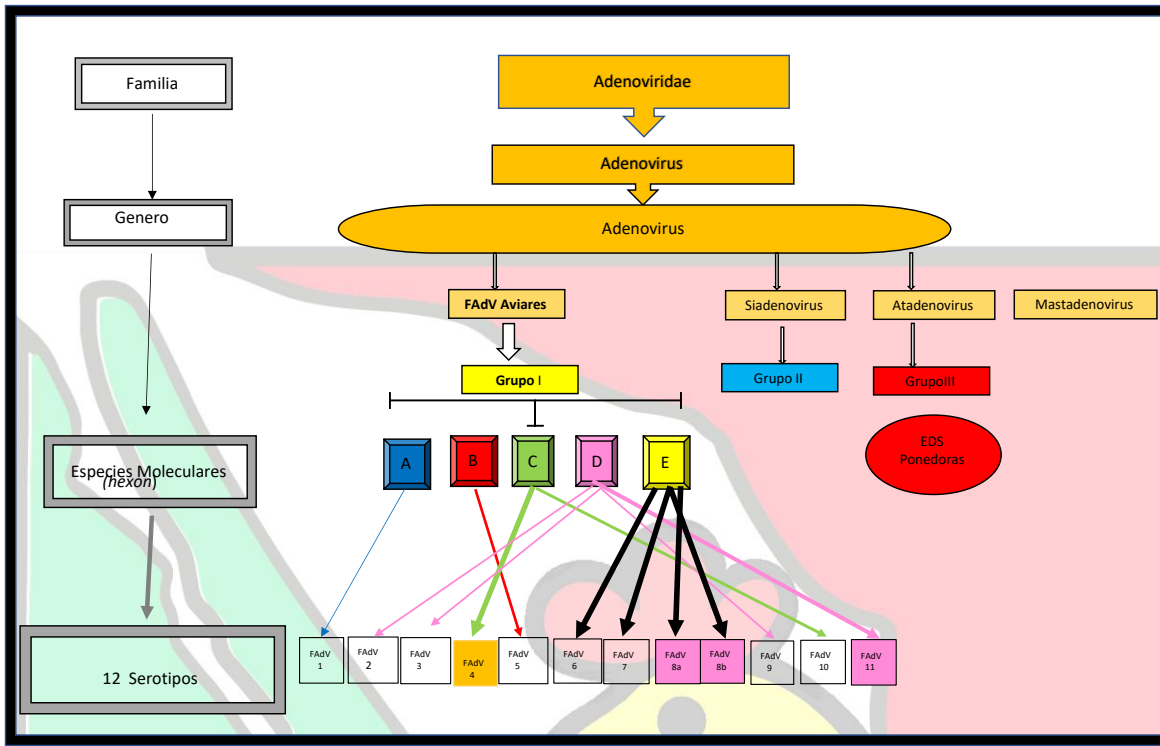 Familia
Adenoviridae
Adenovirus
Genero
Adenovirus
FAdV Aviares
Siadenovirus
Atadenovirus
Mastadenovirus
Grupo I
Grupo II
GrupoIII
A
B
C
D
E
EDS
Ponedoras
Especies Moleculares
(hexon)
12 Serotipos
FAdV
1
FAdV
2
FAdV
3
FAdV
4
FAdV
5
FAdV
6
FAdV
7
FAdV
8a
FAdV
8b
FAdV
9
FAdV
10
FAdV
11